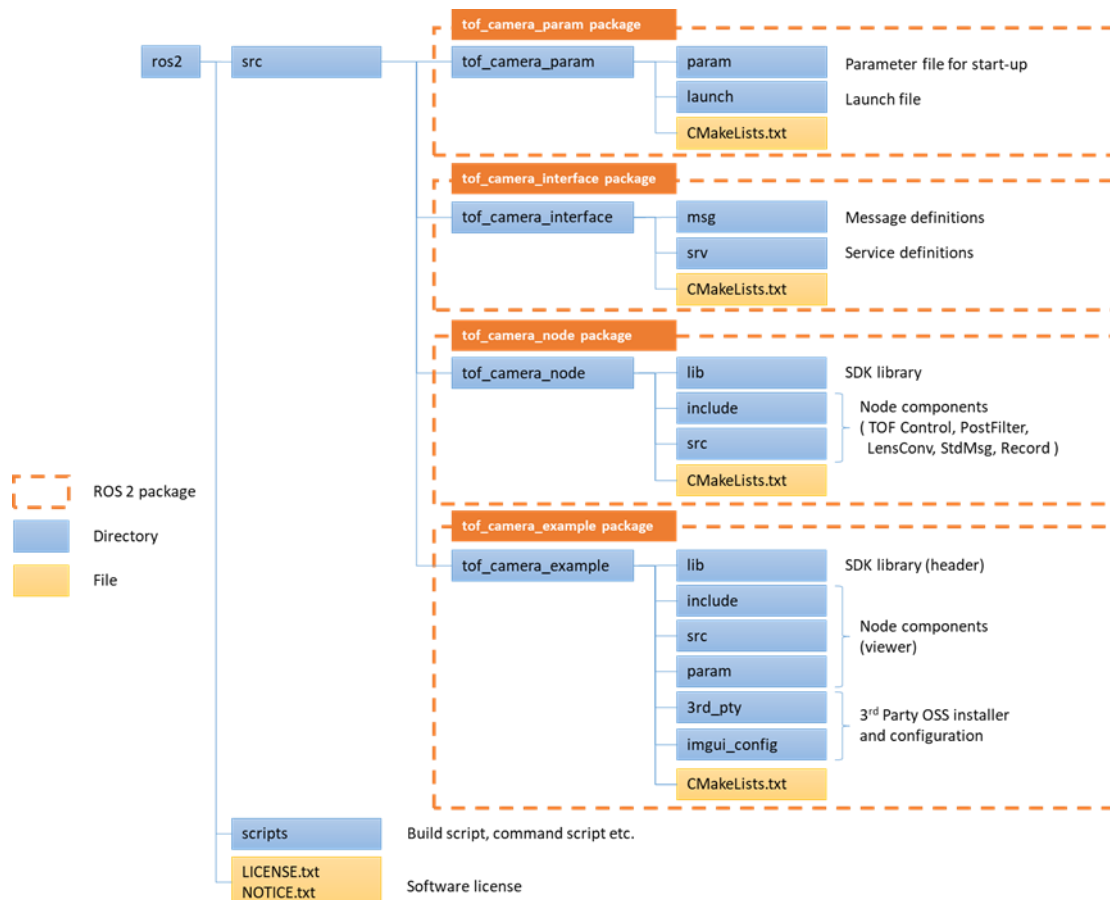 tof_camera_param package
ros2
src
tof_camera_param
param
Parameter file for start-up
launch
Launch file
CMakeLists.txt
tof_camera_interface package
tof_camera_interface
msg
Message definitions
srv
Service definitions
CMakeLists.txt
tof_camera_node package
tof_camera_node
lib
SDK library
include
Node components
( TOF Control, PostFilter,
LensConv, StdMsg, Record )
src
CMakeLists.txt
ROS 2 package
Directory
File
tof_camera_example package
tof_camera_example
lib
SDK library (header)
include
src
Node components
(viewer)
param
3rd_pty
3rd Party OSS installer
and configuration
imgui_config
CMakeLists.txt
scripts
Build script, command script etc.
LICENSE.txt
NOTICE.txt
Software license